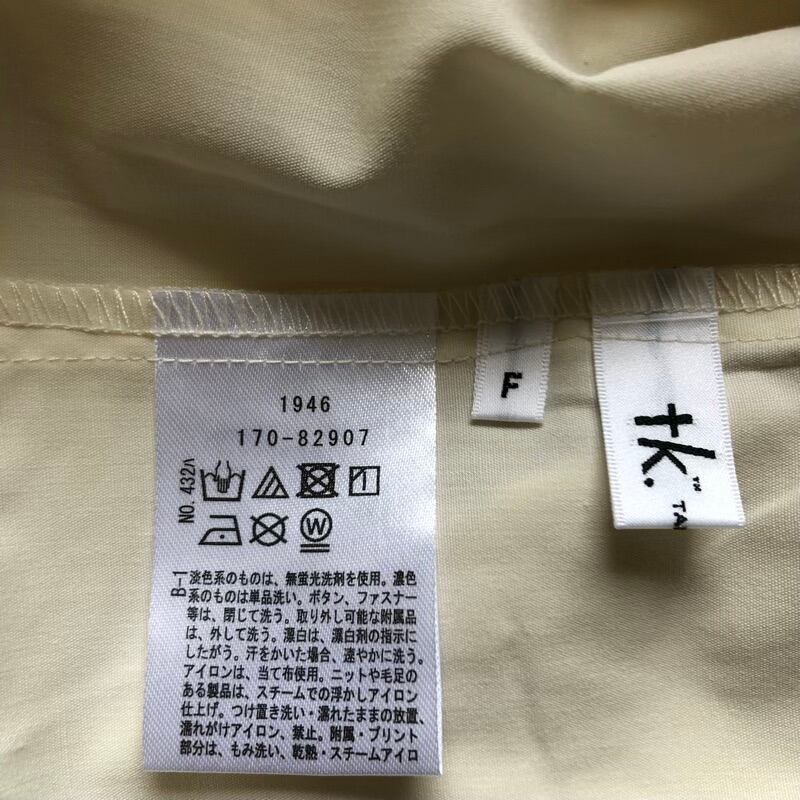 1946
170-82907
NO. 432ハ
W
B-1
淡色系のものは、無蛍光洗剤を使用。濃色
系のものは単品洗い。ボタン、ファスナー
等は、閉じて洗う。取り外し可能な附属品
は、外して洗う。漂白は、漂白剤の指示に
したがう。汗をかいた場合、速やかに洗う。
アイロンは、当て布使用。ニットや毛足の
ある製品は、スチームでの浮かしアイロン
仕上げ。つけ置き洗い・濡れたままの放置、
濡れがけアイロン、禁止。附属・プリント
部分は、もみ洗い、乾熱・スチームアイロ
F
tk.™
TA